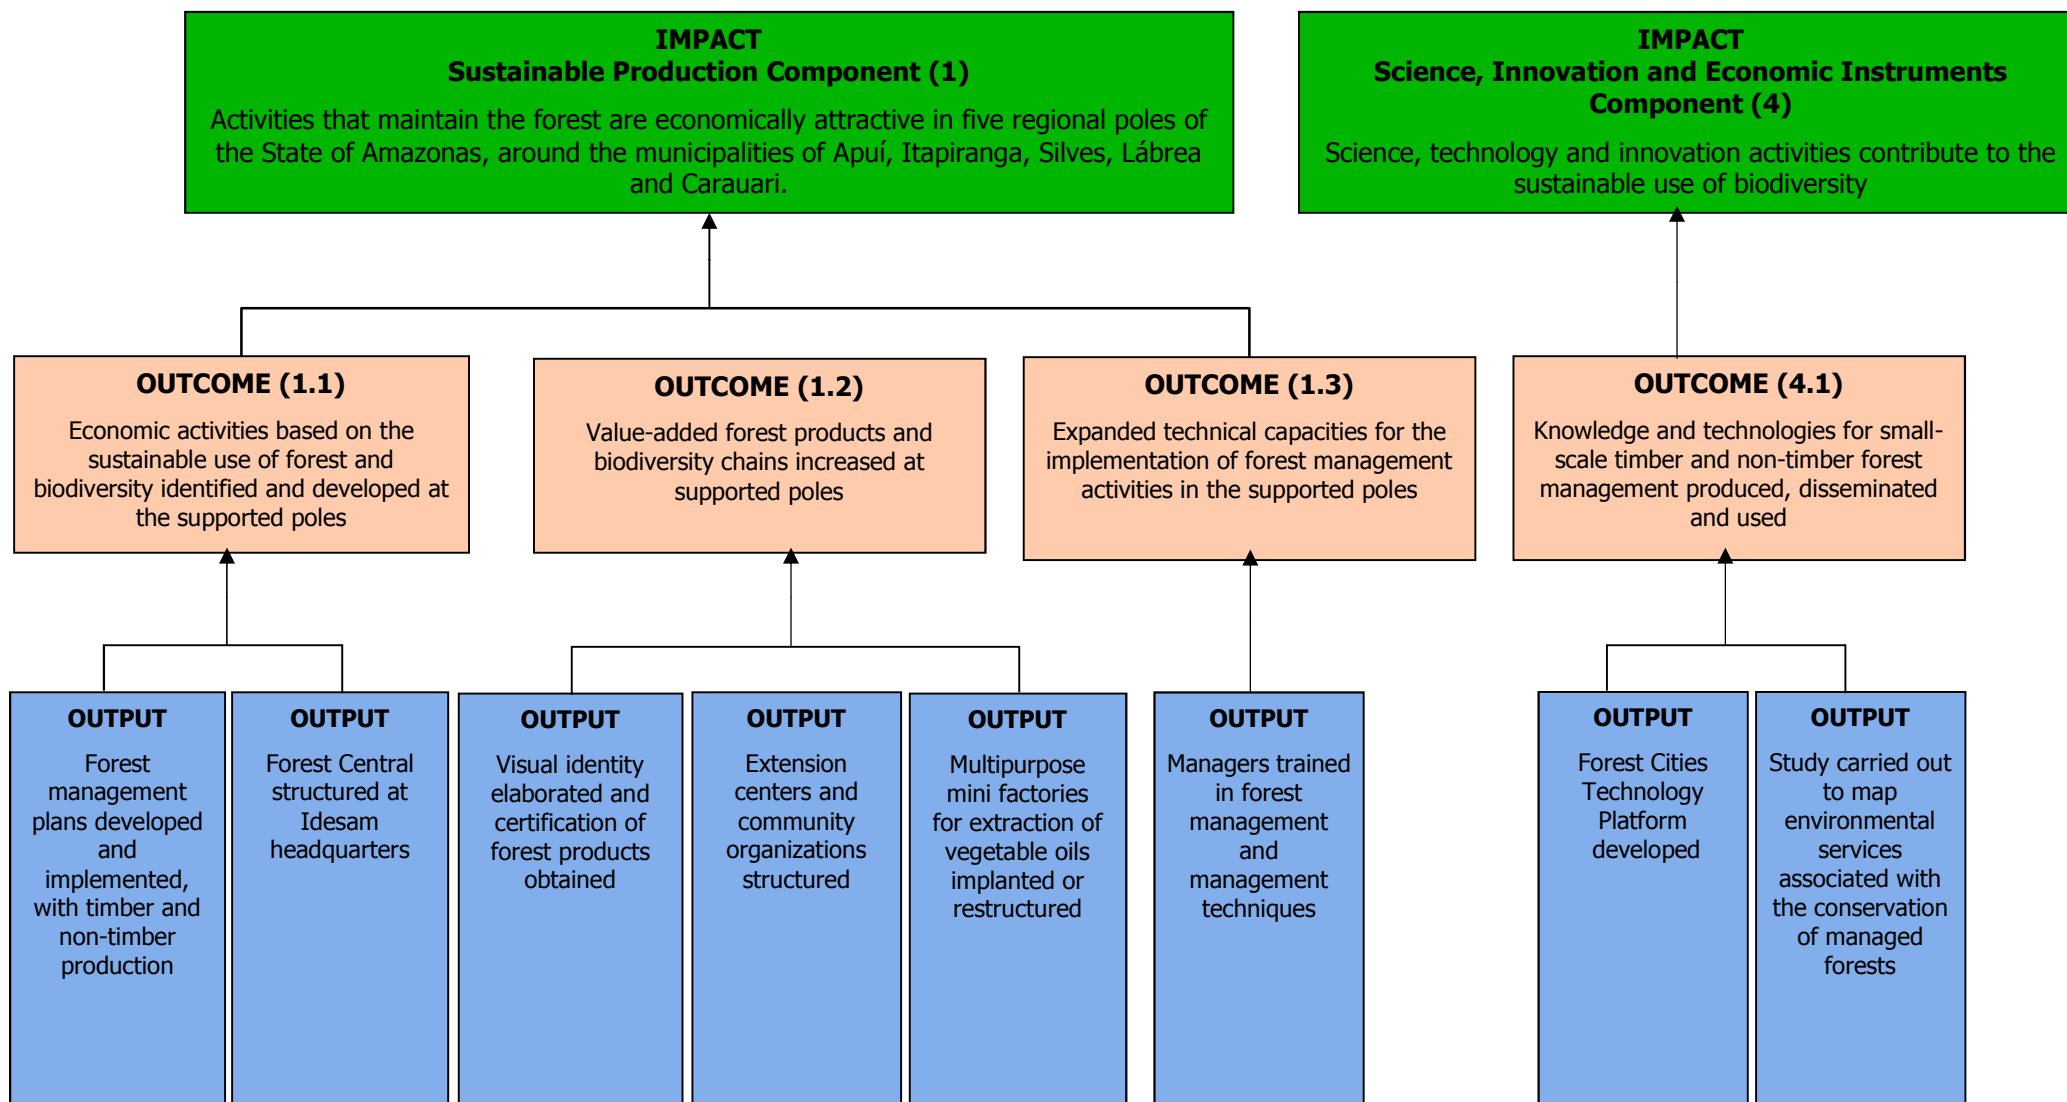 IMPACT
Sustainable Production Component (1)
Activities that maintain the forest are economically attractive in five regional poles of
the State of Amazonas, around the municipalities of Apuí, Itapiranga, Silves, Lábrea
and Carauari.
IMPACT
Science, Innovation and Economic Instruments
Component (4)
Science, technology and innovation activities contribute to the
sustainable use of biodiversity
OUTCOME (1.1)
Economic activities based on the
sustainable use of forest and
biodiversity identified and developed at
the supported poles
OUTCOME (1.2)
Value-added forest products and
biodiversity chains increased at
supported poles
OUTCOME (1.3)
Expanded technical capacities for the
implementation of forest management
activities in the supported poles
OUTCOME (4.1)
Knowledge and technologies for small-
scale timber and non-timber forest
management produced, disseminated
and used
OUTPUT
Forest
management
plans developed
and
implemented,
with timber and
non-timber
production
OUTPUT
Forest Central
structured at
Idesam
headquarters
OUTPUT
Visual identity
elaborated and
certification of
forest products
obtained
OUTPUT
Extension
centers and
community
organizations
structured
OUTPUT
Multipurpose
mini factories
for extraction of
vegetable oils
implanted or
restructured
OUTPUT
Managers trained
in forest
management
and
management
techniques
OUTPUT
Forest Cities
Technology
Platform
developed
OUTPUT
Study carried out
to map
environmental
services
associated with
the conservation
of managed
forests